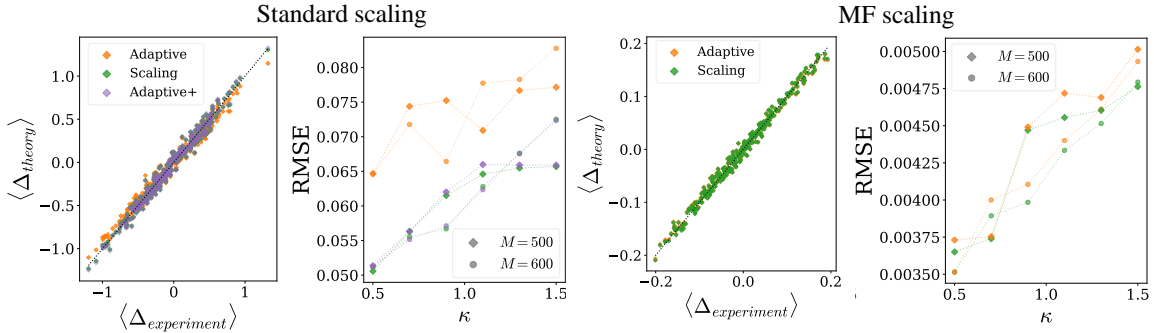 Standard scaling
MF scaling
Adaptive
Scaling
Adaptive+
1.0
0.5
0.0
−0.5
−1.0
−1
0
1
⟨Δtheory⟩
⟨Δexperiment⟩
0.080
0.075
0.070
0.065
0.060
0.055
0.050
0.5
1.0
1.5
RMSE
κ
M = 500
M = 600
Adaptive
Scaling
0.2
0.1
0.0
−0.1
−0.2
−0.2
0.0
0.2
⟨Δtheory⟩
⟨Δexperiment⟩
M = 500
M = 600
0.00500
0.00475
0.00450
0.00425
0.00400
0.00375
0.00350
0.5
1.0
1.5
RMSE
κ